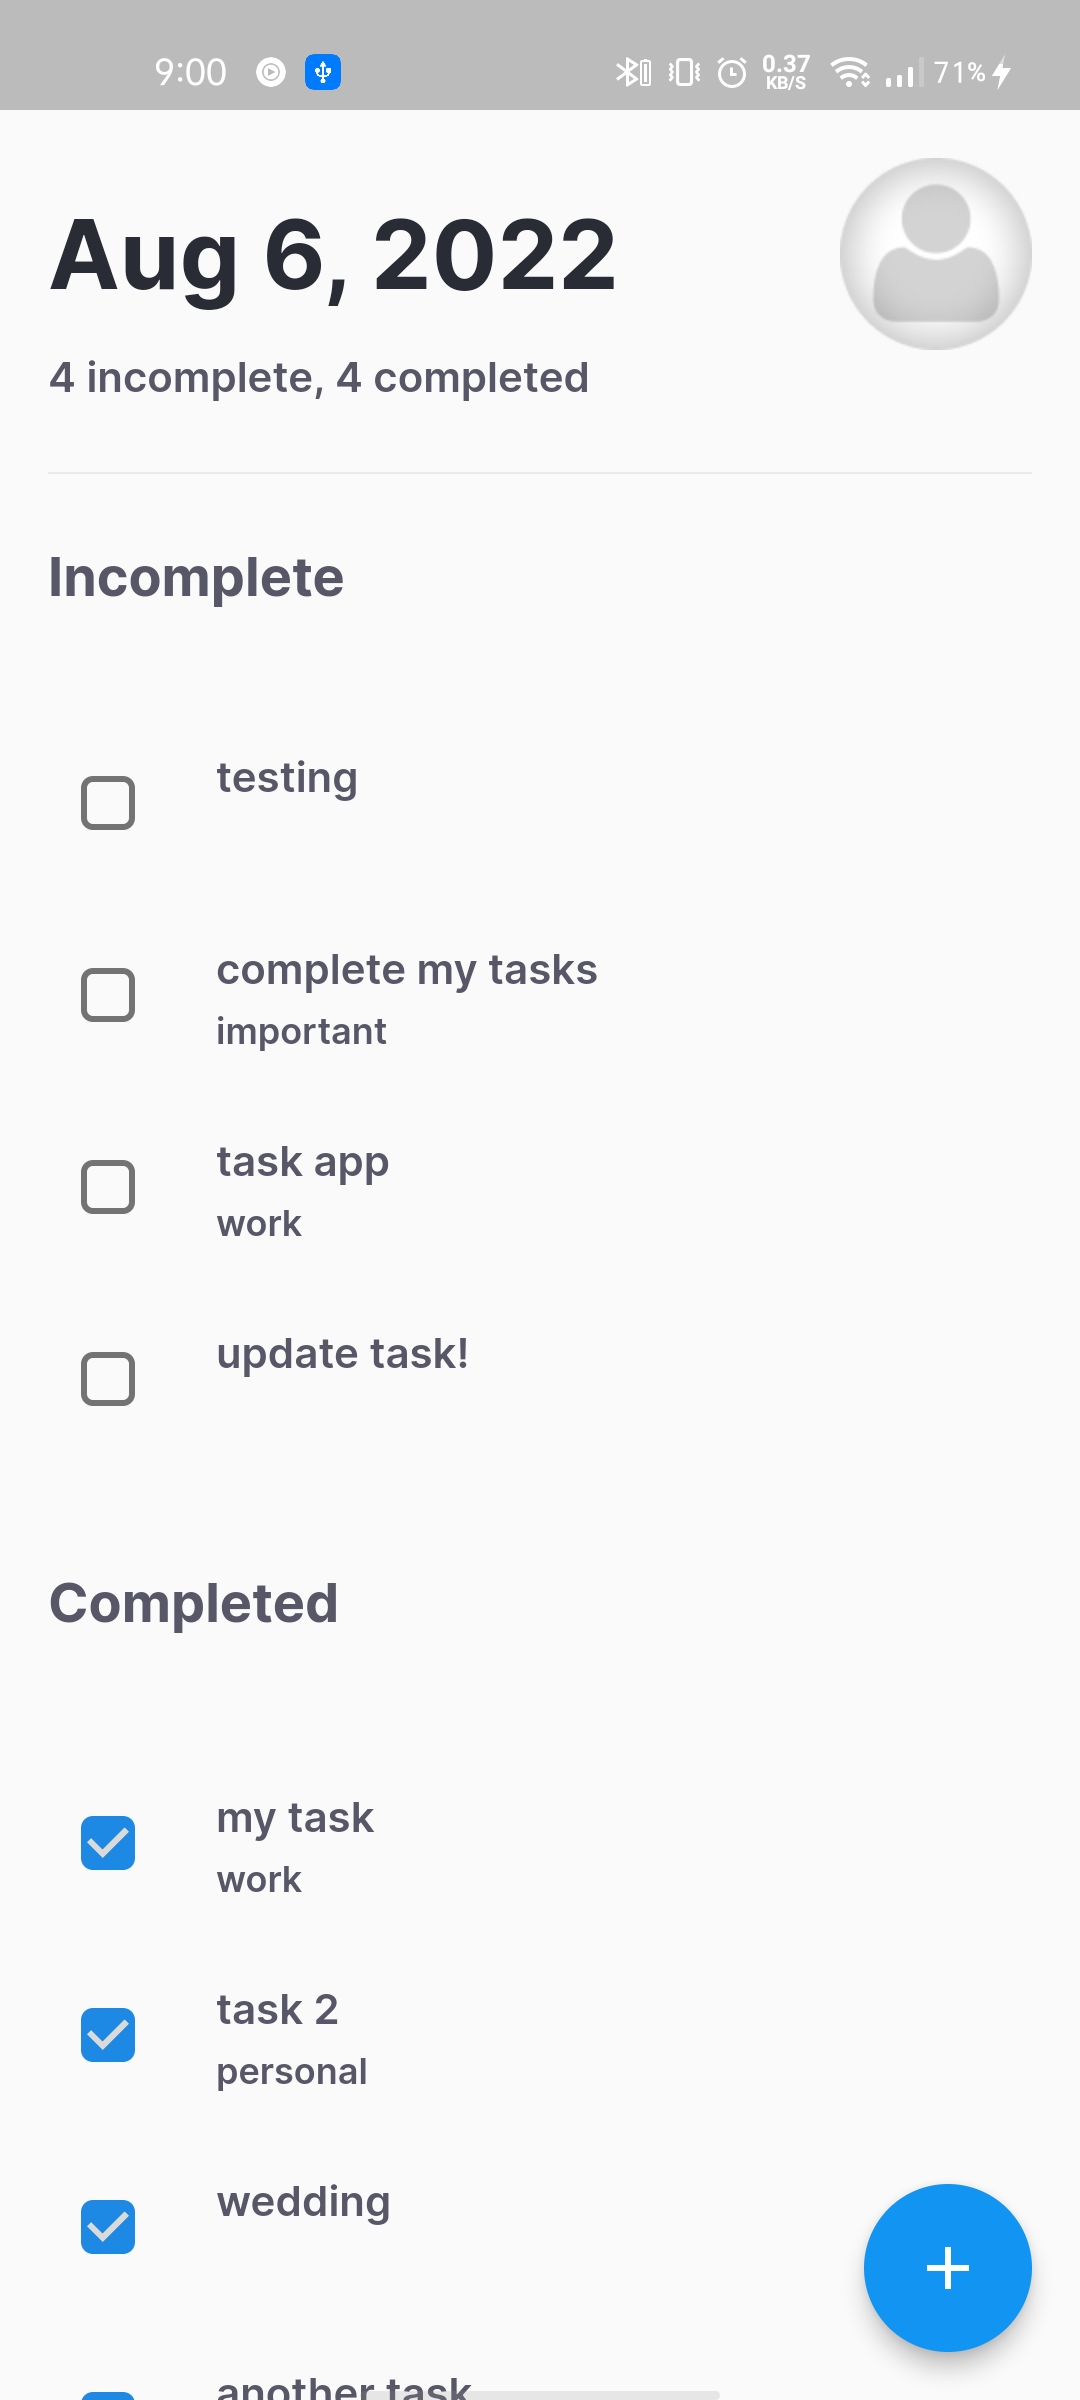 9:00
0.37
KB/S
71%
Aug 6, 2022
4 incomplete, 4 completed
Incomplete
testing
complete my tasks
important
task app
work
update task!
Completed
my task
work
task 2
personal
wedding
another task